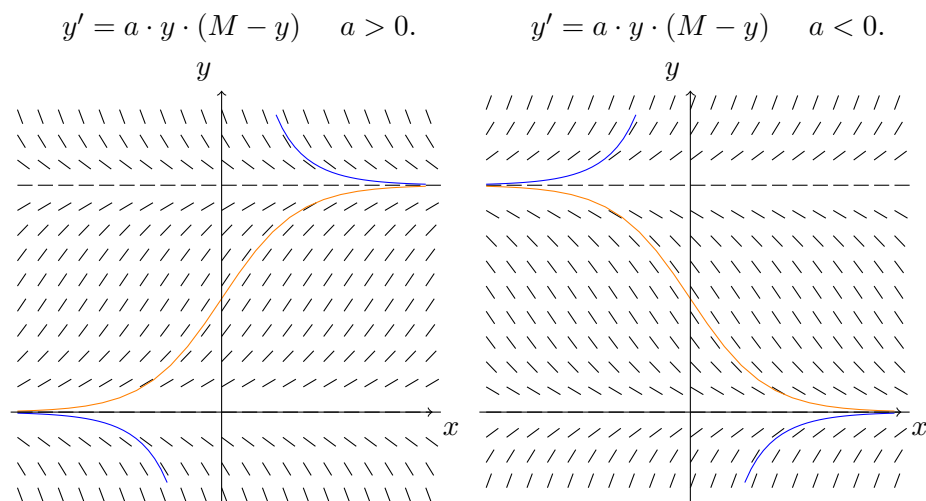 y′ = a · y · (M − y)  a > 0.
y
x
y′ = a · y · (M − y)  a < 0.
y
x